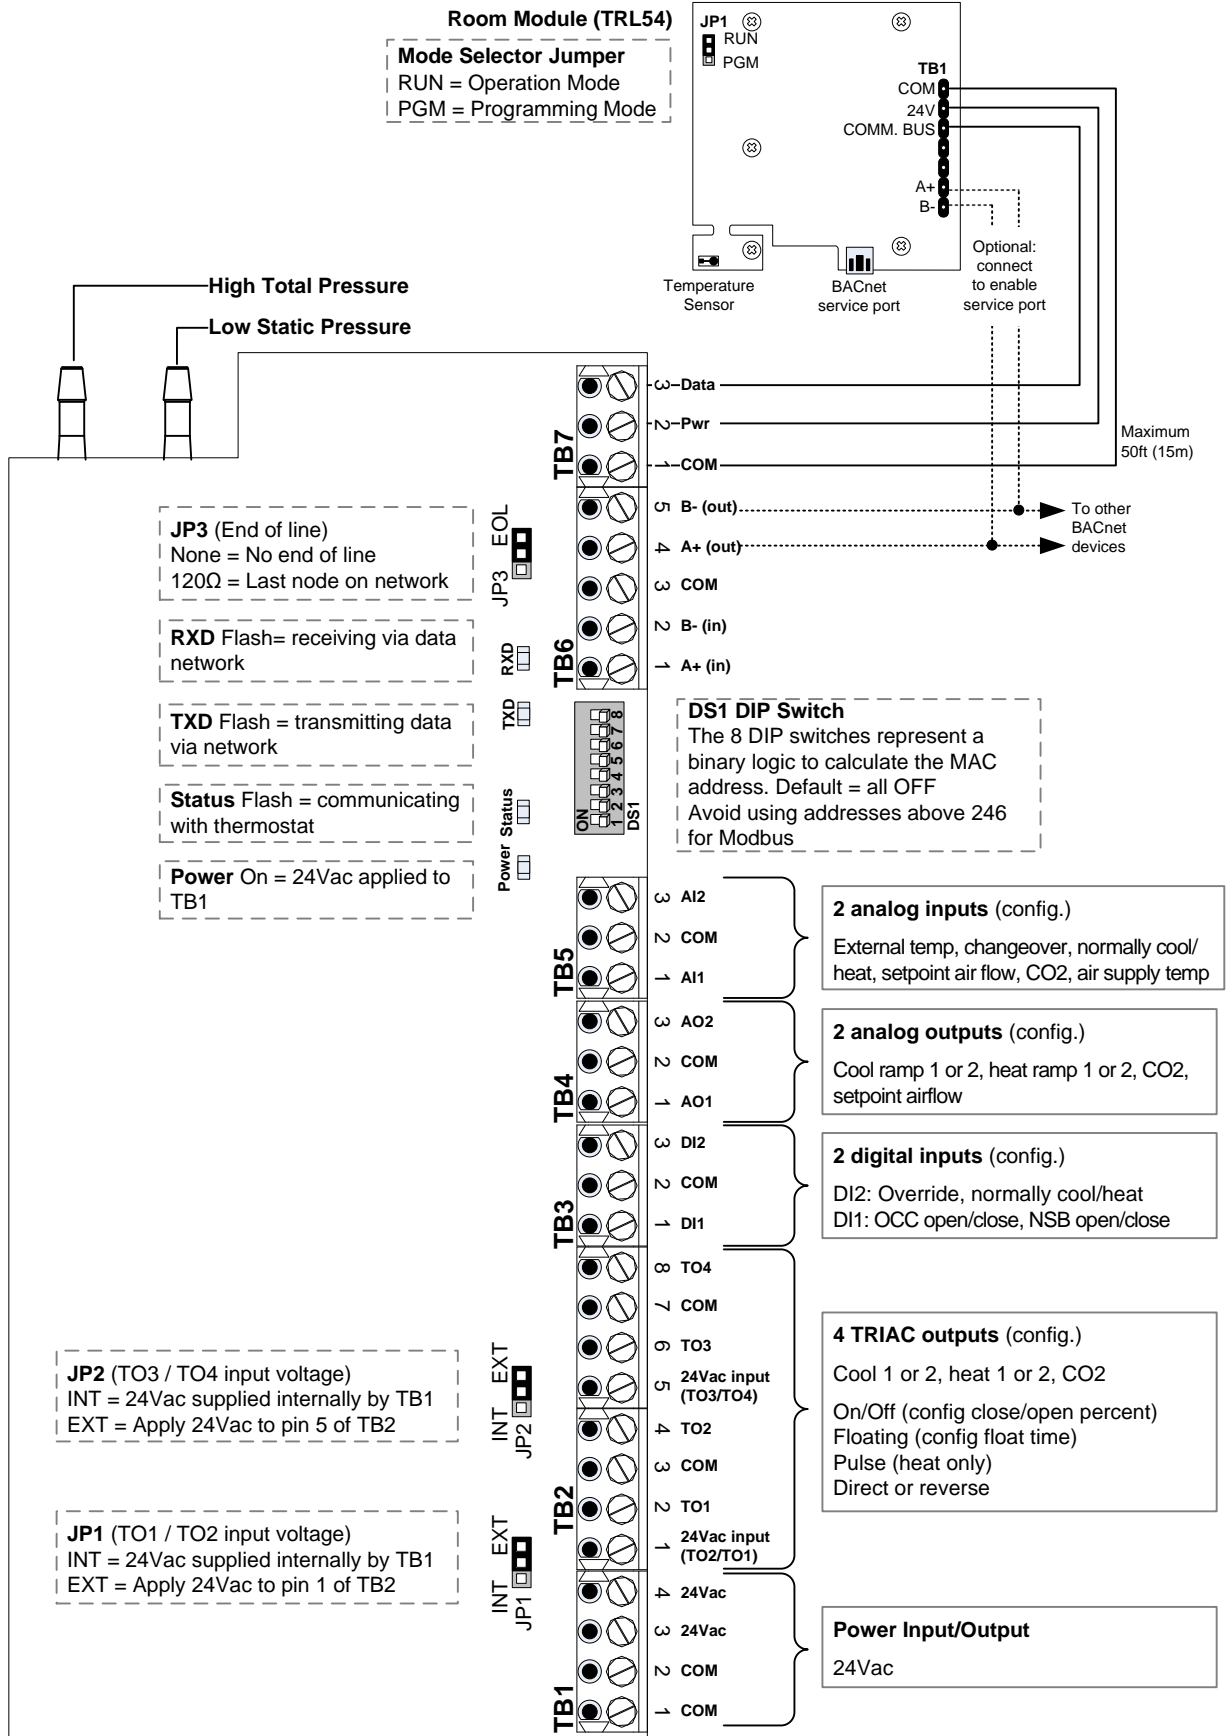 Room Module (TRL54)
Mode Selector Jumper
RUN = Operation Mode
PGM = Programming Mode
JP1
RUN
PGM
TB1
COM
24V
COMM. BUS
A+
B-
Optional:
connect
to enable
service port
Temperature
Sensor
BACnet
service port
High Total Pressure
Low Static Pressure
TB7
3 Data
2 Pwr
1 COM
Maximum
50ft (15m)
JP3 (End of line)
None = No end of line
120Ω = Last node on network
JP3 EOL
TB6
5 B- (out)
4 A+ (out)
3 COM
2 B- (in)
1 A+ (in)
To other
BACnet
devices
RXD Flash= receiving via data
network
RXD
TXD Flash = transmitting data
via network
TXD
Status Flash = communicating
with thermostat
Status
Power On = 24Vac applied to
TB1
Power
ON
1 2 3 4 5 6 7 8
DS1
DS1 DIP Switch
The 8 DIP switches represent a
binary logic to calculate the MAC
address. Default = all OFF
Avoid using addresses above 246
for Modbus
TB5
3 AI2
2 COM
1 AI1
2 analog inputs (config.)
External temp, changeover, normally cool/
heat, setpoint air flow, CO2, air supply temp
TB4
3 AO2
2 COM
1 AO1
2 analog outputs (config.)
Cool ramp 1 or 2, heat ramp 1 or 2, CO2,
setpoint airflow
TB3
3 DI2
2 COM
1 DI1
2 digital inputs (config.)
DI2: Override, normally cool/heat
DI1: OCC open/close, NSB open/close
TB2
8 TO4
7 COM
6 TO3
5 24Vac input
(TO3/TO4)
4 TO2
3 COM
2 TO1
1 24Vac input
(TO2/TO1)
4 TRIAC outputs (config.)
Cool 1 or 2, heat 1 or 2, CO2
On/Off (config close/open percent)
Floating (config float time)
Pulse (heat only)
Direct or reverse
JP2 (TO3 / TO4 input voltage)
INT = 24Vac supplied internally by TB1
EXT = Apply 24Vac to pin 5 of TB2
INT EXT
JP2
JP1 (TO1 / TO2 input voltage)
INT = 24Vac supplied internally by TB1
EXT = Apply 24Vac to pin 1 of TB2
INT EXT
JP1
TB1
4 24Vac
3 24Vac
2 COM
1 COM
Power Input/Output
24Vac